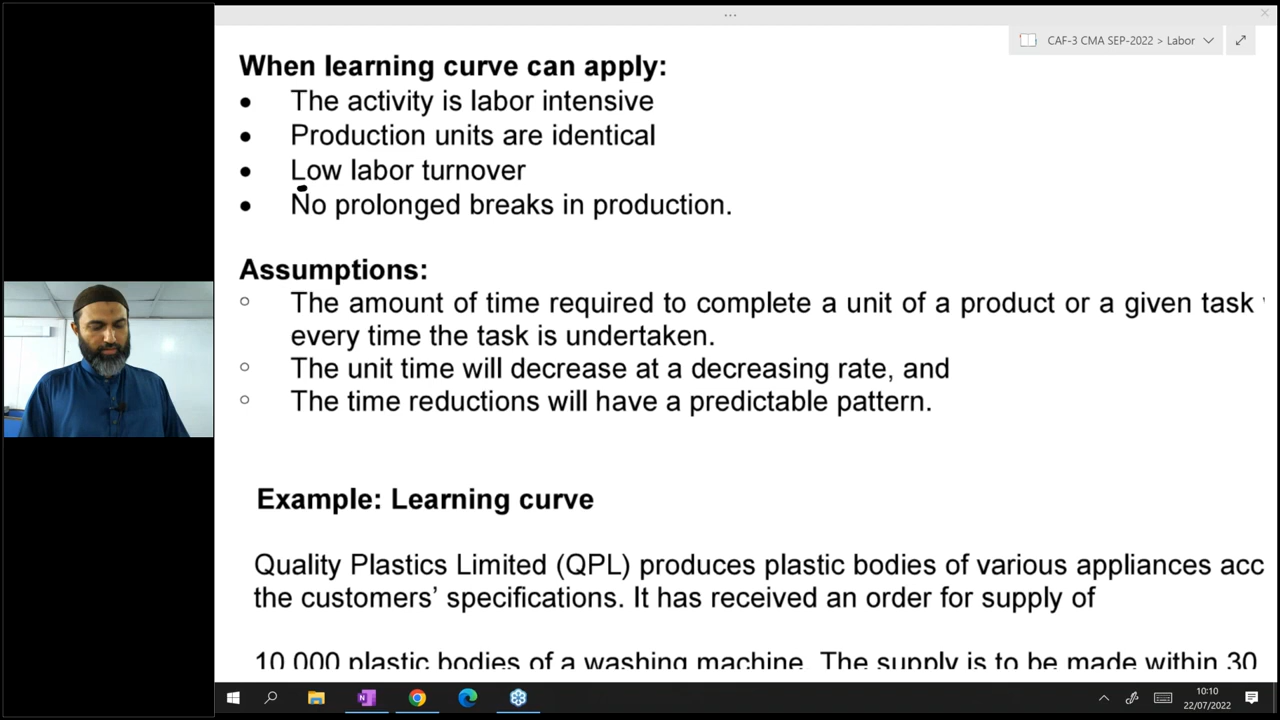 CAF-3 CMA SEP-2022 > Labor
When learning curve can apply:
• The activity is labor intensive
• Production units are identical
• Low labor turnover
• No prolonged breaks in production.
Assumptions:
○ The amount of time required to complete a unit of a product or a given task
every time the task is undertaken.
○ The unit time will decrease at a decreasing rate, and
○ The time reductions will have a predictable pattern.
Example: Learning curve
Quality Plastics Limited (QPL) produces plastic bodies of various appliances acc
the customers’ specifications. It has received an order for supply of
10,000 plastic bodies of a washing machine. The supply is to be made within 30
10:10
22/07/2022